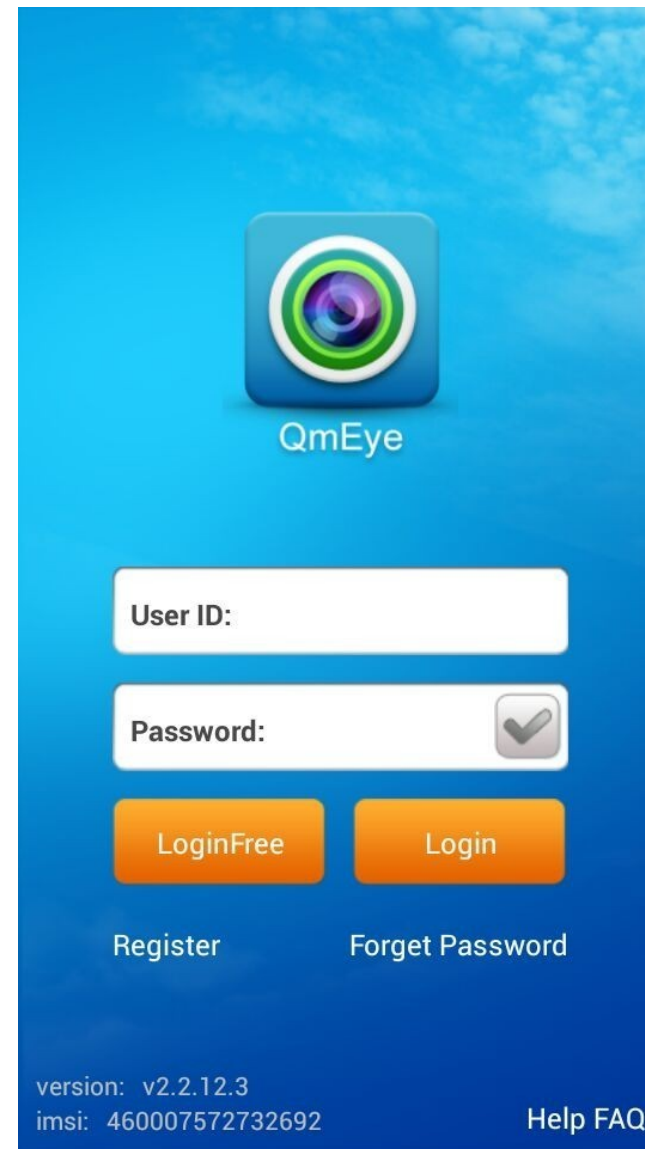 QmEye
User ID:
Password:
LoginFree Login
Register Forget Password
version: v2.2.12.3
imsi: 460007572732692 Help FAQ